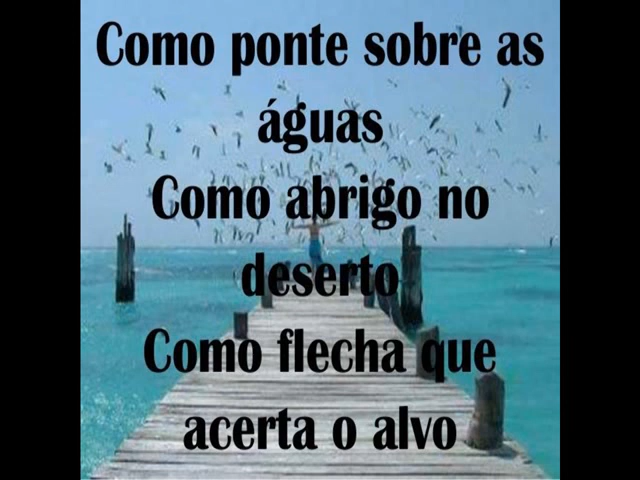 Como ponte sobre as
águas
Como abrigo no
deserto
Como flecha que
acerta o alvo